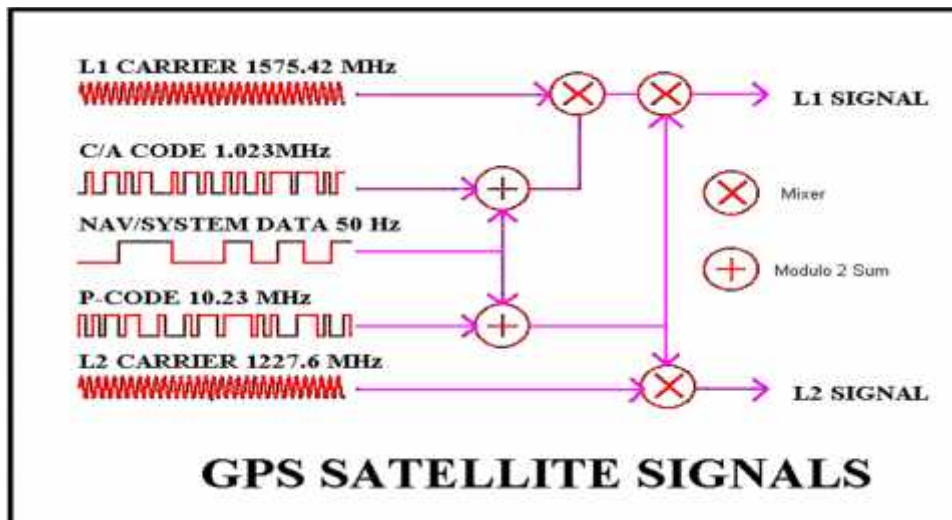 L1 CARRIER 1575.42 MHz
L1 SIGNAL
C/A CODE 1.023MHz
Mixer
NAV/SYSTEM DATA 50 Hz
Modulo 2 Sum
P-CODE 10.23 MHz
L2 CARRIER 1227.6 MHz
L2 SIGNAL
GPS SATELLITE SIGNALS